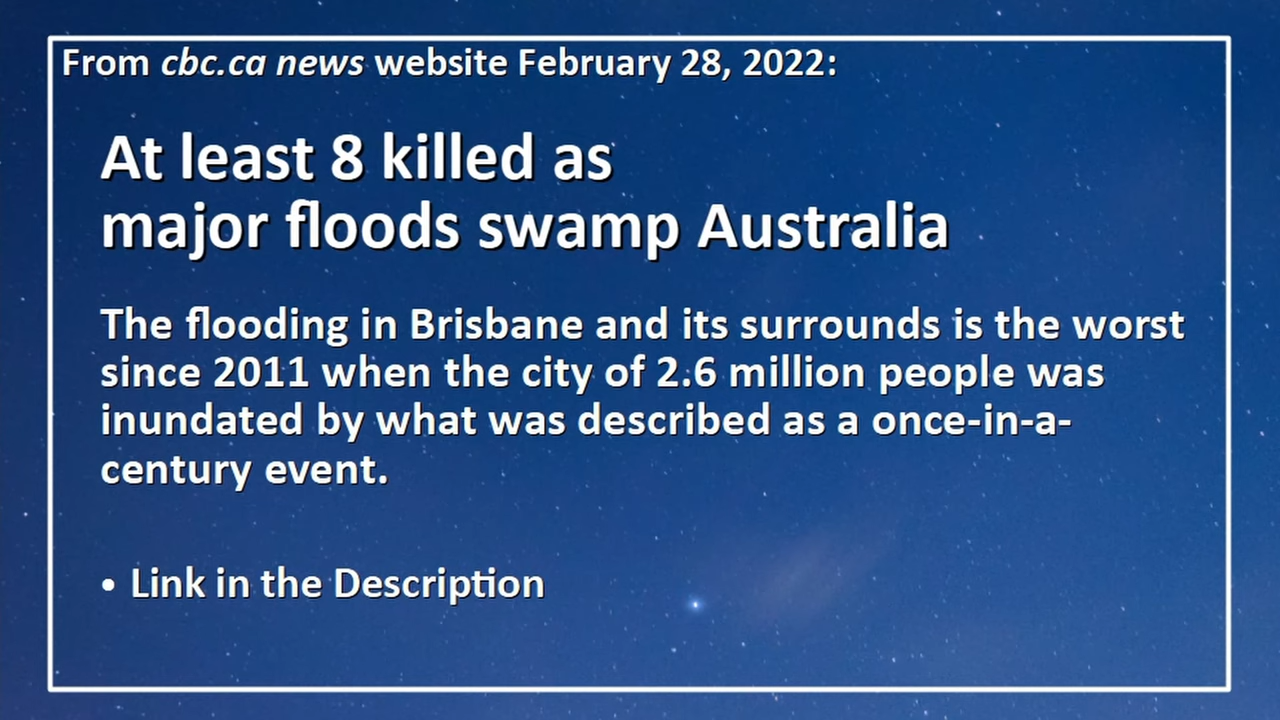 From cbc.ca news website February 28, 2022:
At least 8 killed as
major floods swamp Australia
The flooding in Brisbane and its surrounds is the worst
since 2011 when the city of 2.6 million people was
inundated by what was described as a once-in-a-
century event.
• Link in the Description